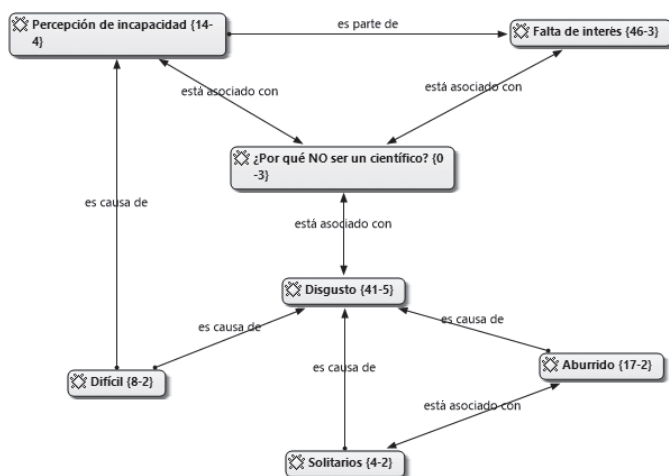 Percepción de incapacidad {14-
4}
es parte de
Falta de interés {46-3}
está asociado con
está asociado con
¿Por qué NO ser un científico? {0
-3}
es causa de
está asociado con
Disgusto {41-5}
es causa de
es causa de
es causa de
Difícil {8-2}
Aburrido {17-2}
está asociado con
Solitarios {4-2}